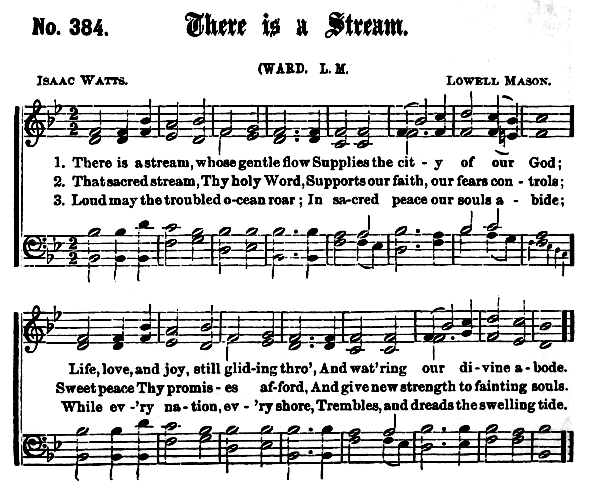 No. 384. There is a Stream.
(WARD. L. M.
ISAAC WATTS. LOWELL MASON.
1. There is a stream, whose gentle flow Supplies the cit - y of our God;
2. That sacred stream, Thy holy Word, Supports our faith, our fears con - trols;
3. Loud may the troubled o-cean roar; In sa-cred peace our souls a - bide;
Life, love, and joy, still glid-ing thro', And wat'ring our di-vine a-bode.
Sweet peace Thy promis - es af-ford, And give new strength to fainting souls.
While ev-'ry na-tion, ev-'ry shore, Trembles, and dreads the swelling tide.